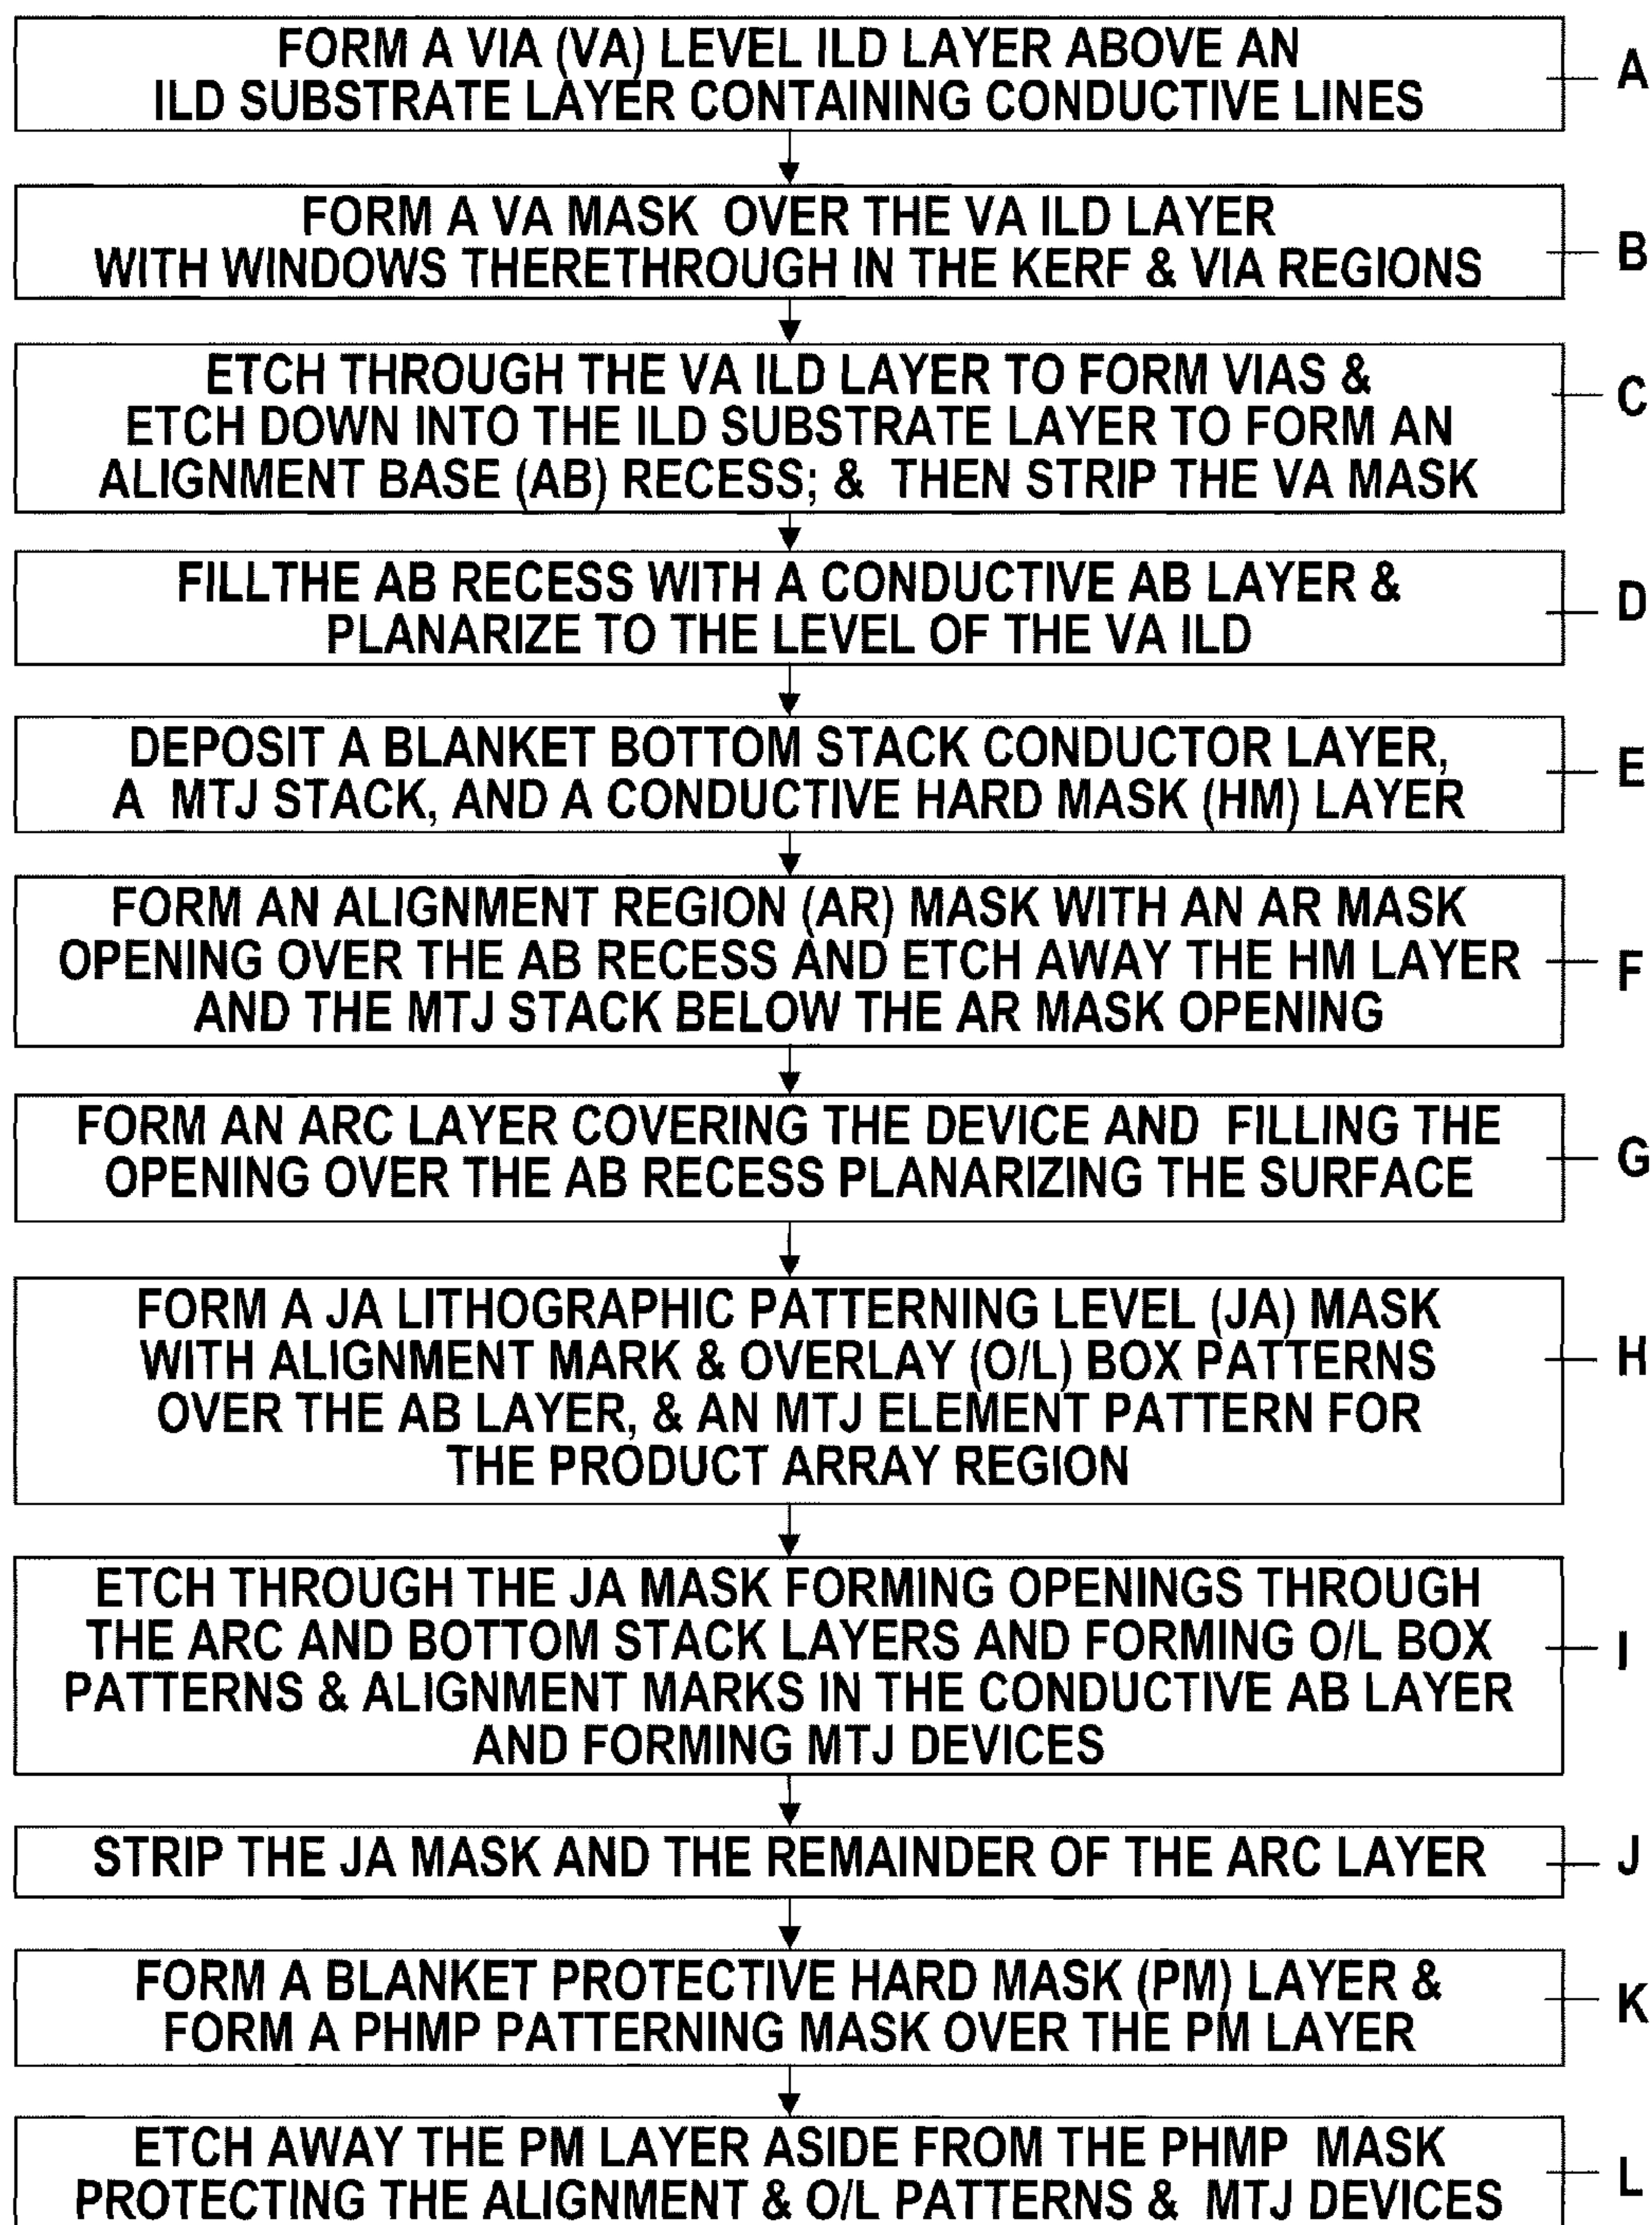 FORM A VIA (VA) LEVEL ILD LAYER ABOVE AN
ILD SUBSTRATE LAYER CONTAINING CONDUCTIVE LINES
A
FORM A VA MASK OVER THE VA ILD LAYER
WITH WINDOWS THERETHROUGH IN THE KERF & VIA REGIONS
B
ETCH THROUGH THE VA ILD LAYER TO FORM VIAS &
ETCH DOWN INTO THE ILD SUBSTRATE LAYER TO FORM AN
ALIGNMENT BASE (AB) RECESS; & THEN STRIP THE VA MASK
C
FILLTHE AB RECESS WITH A CONDUCTIVE AB LAYER &
PLANARIZE TO THE LEVEL OF THE VA ILD
D
DEPOSIT A BLANKET BOTTOM STACK CONDUCTOR LAYER,
A MTJ STACK, AND A CONDUCTIVE HARD MASK (HM) LAYER
E
FORM AN ALIGNMENT REGION (AR) MASK WITH AN AR MASK
OPENING OVER THE AB RECESS AND ETCH AWAY THE HM LAYER
AND THE MTJ STACK BELOW THE AR MASK OPENING
F
FORM AN ARC LAYER COVERING THE DEVICE AND FILLING THE
OPENING OVER THE AB RECESS PLANARIZING THE SURFACE
G
FORM A JA LITHOGRAPHIC PATTERNING LEVEL (JA) MASK
WITH ALIGNMENT MARK & OVERLAY (O/L) BOX PATTERNS
OVER THE AB LAYER, & AN MTJ ELEMENT PATTERN FOR
THE PRODUCT ARRAY REGION
H
ETCH THROUGH THE JA MASK FORMING OPENINGS THROUGH
THE ARC AND BOTTOM STACK LAYERS AND FORMING O/L BOX
PATTERNS & ALIGNMENT MARKS IN THE CONDUCTIVE AB LAYER
AND FORMING MTJ DEVICES
I
STRIP THE JA MASK AND THE REMAINDER OF THE ARC LAYER
J
FORM A BLANKET PROTECTIVE HARD MASK (PM) LAYER &
FORM A PHMP PATTERNING MASK OVER THE PM LAYER
K
ETCH AWAY THE PM LAYER ASIDE FROM THE PHMP MASK
PROTECTING THE ALIGNMENT & O/L PATTERNS & MTJ DEVICES
L